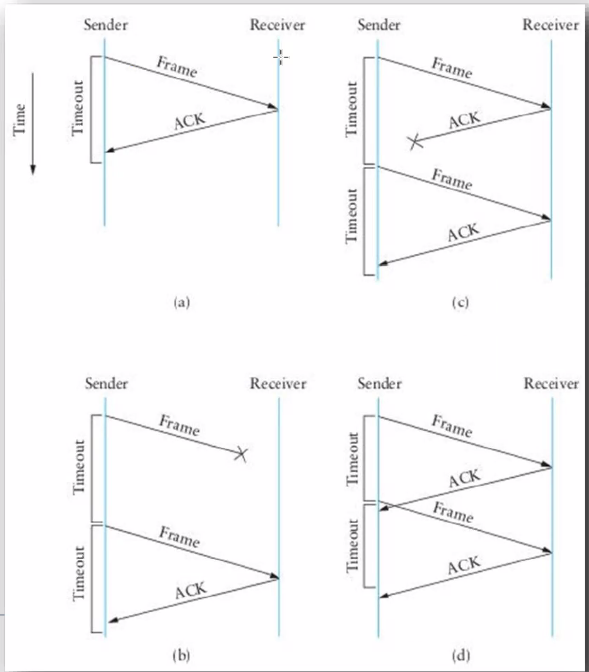 Sender
Receiver
Time
Timeout
Frame
ACK
(a)
Sender
Receiver
Timeout
Frame
ACK
Timeout
Frame
ACK
(c)
Sender
Receiver
Timeout
Frame
Timeout
Frame
ACK
(b)
Sender
Receiver
Timeout
Frame
ACK
Timeout
Frame
ACK
(d)